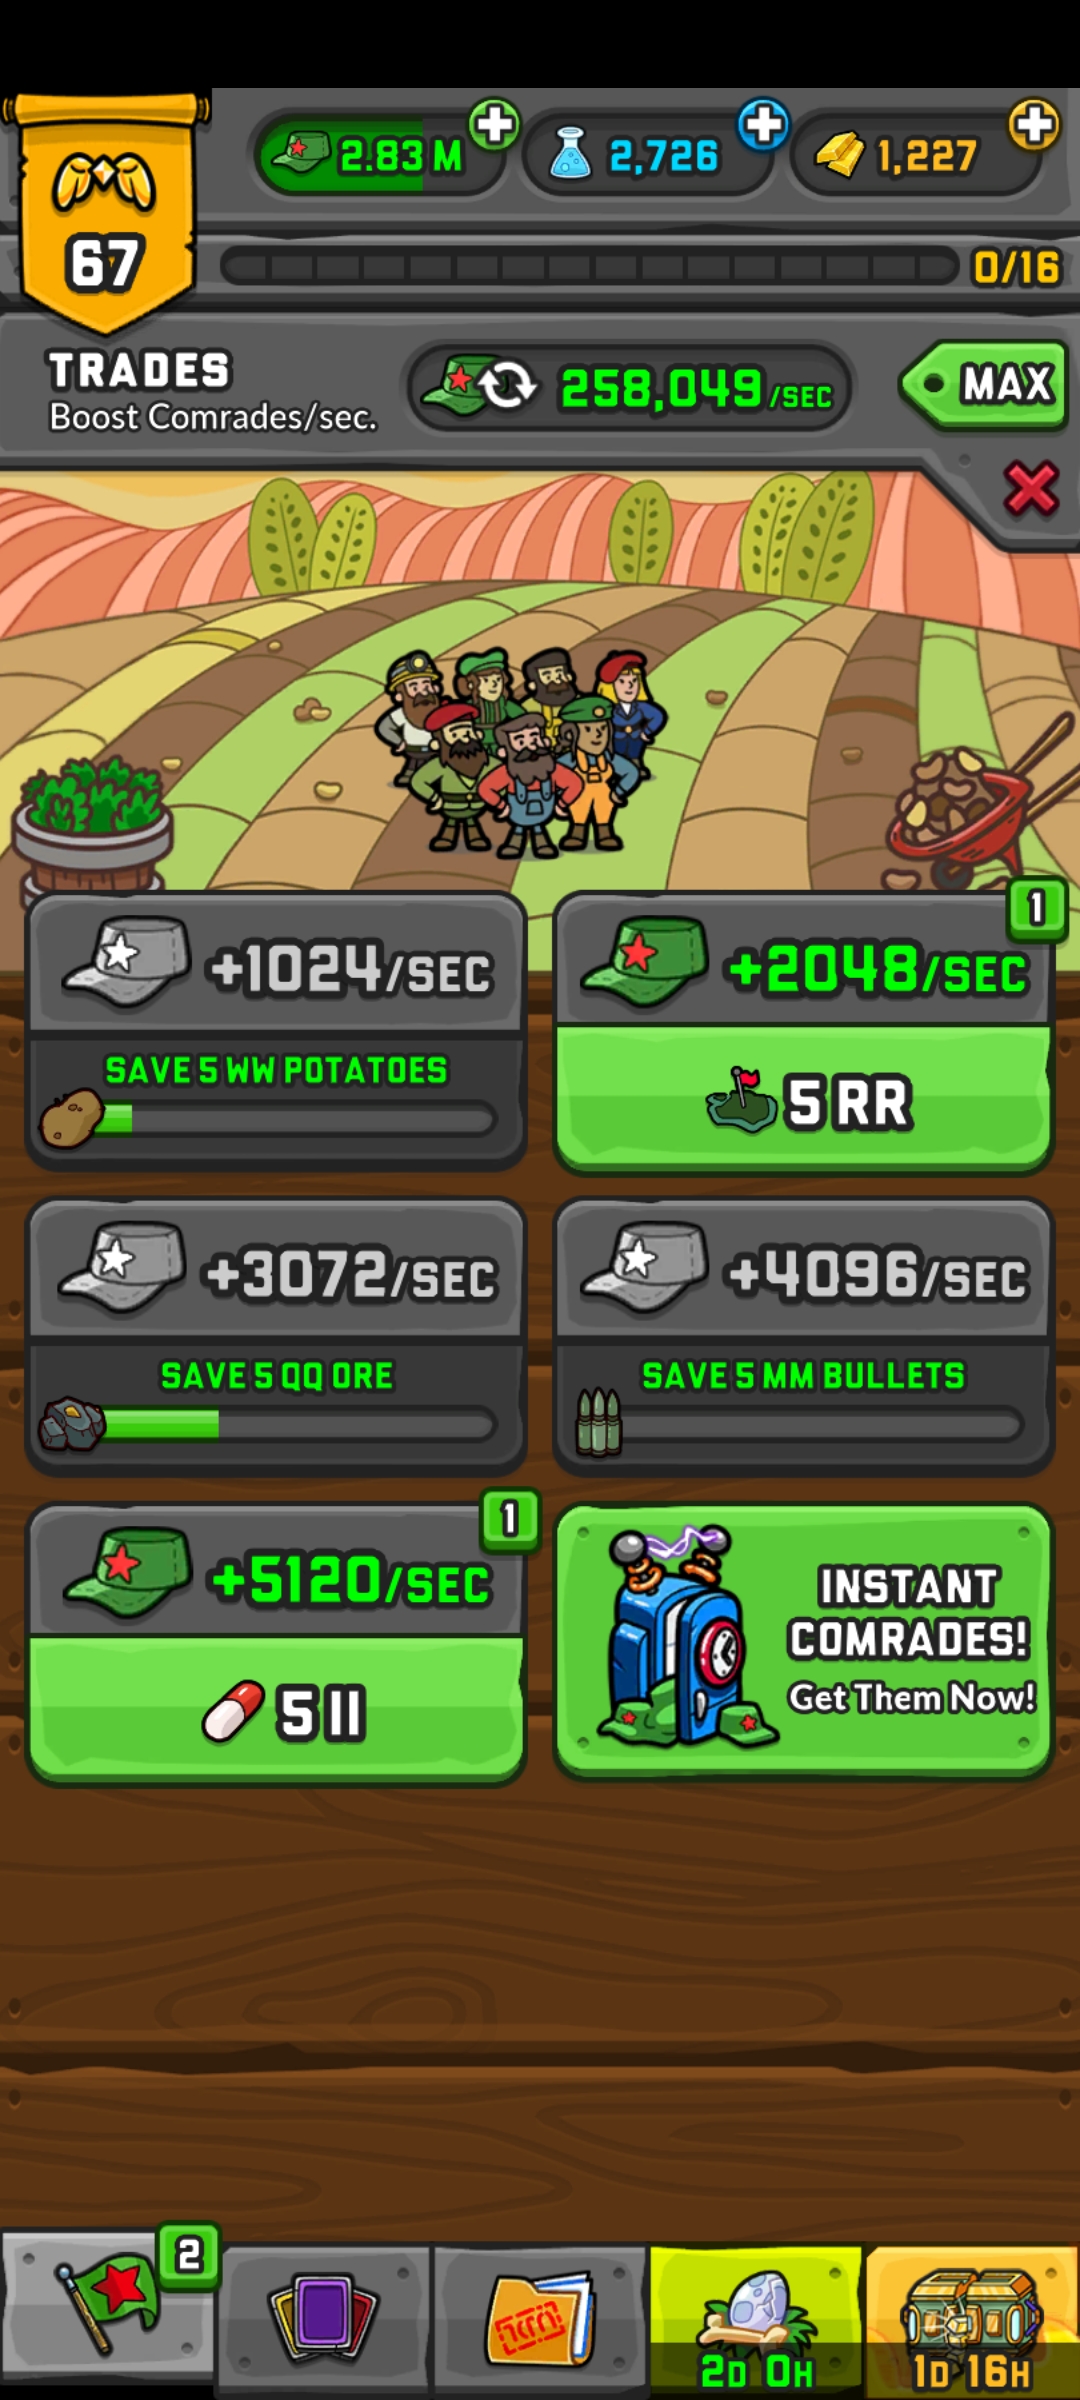 2.83 M
2,726
1,227
67
0/16
TRADES
Boost Comrades/sec.
258,049/SEC
MAX
1
+1024/SEC
+2048/SEC
SAVE 5 WW POTATOES
5 RR
+3072/SEC
+4096/SEC
SAVE 5 QQ ORE
SAVE 5 MM BULLETS
1
+5120/SEC
INSTANT
COMRADES!
Get Them Now!
5 II
2
2D 0H
1D 16H